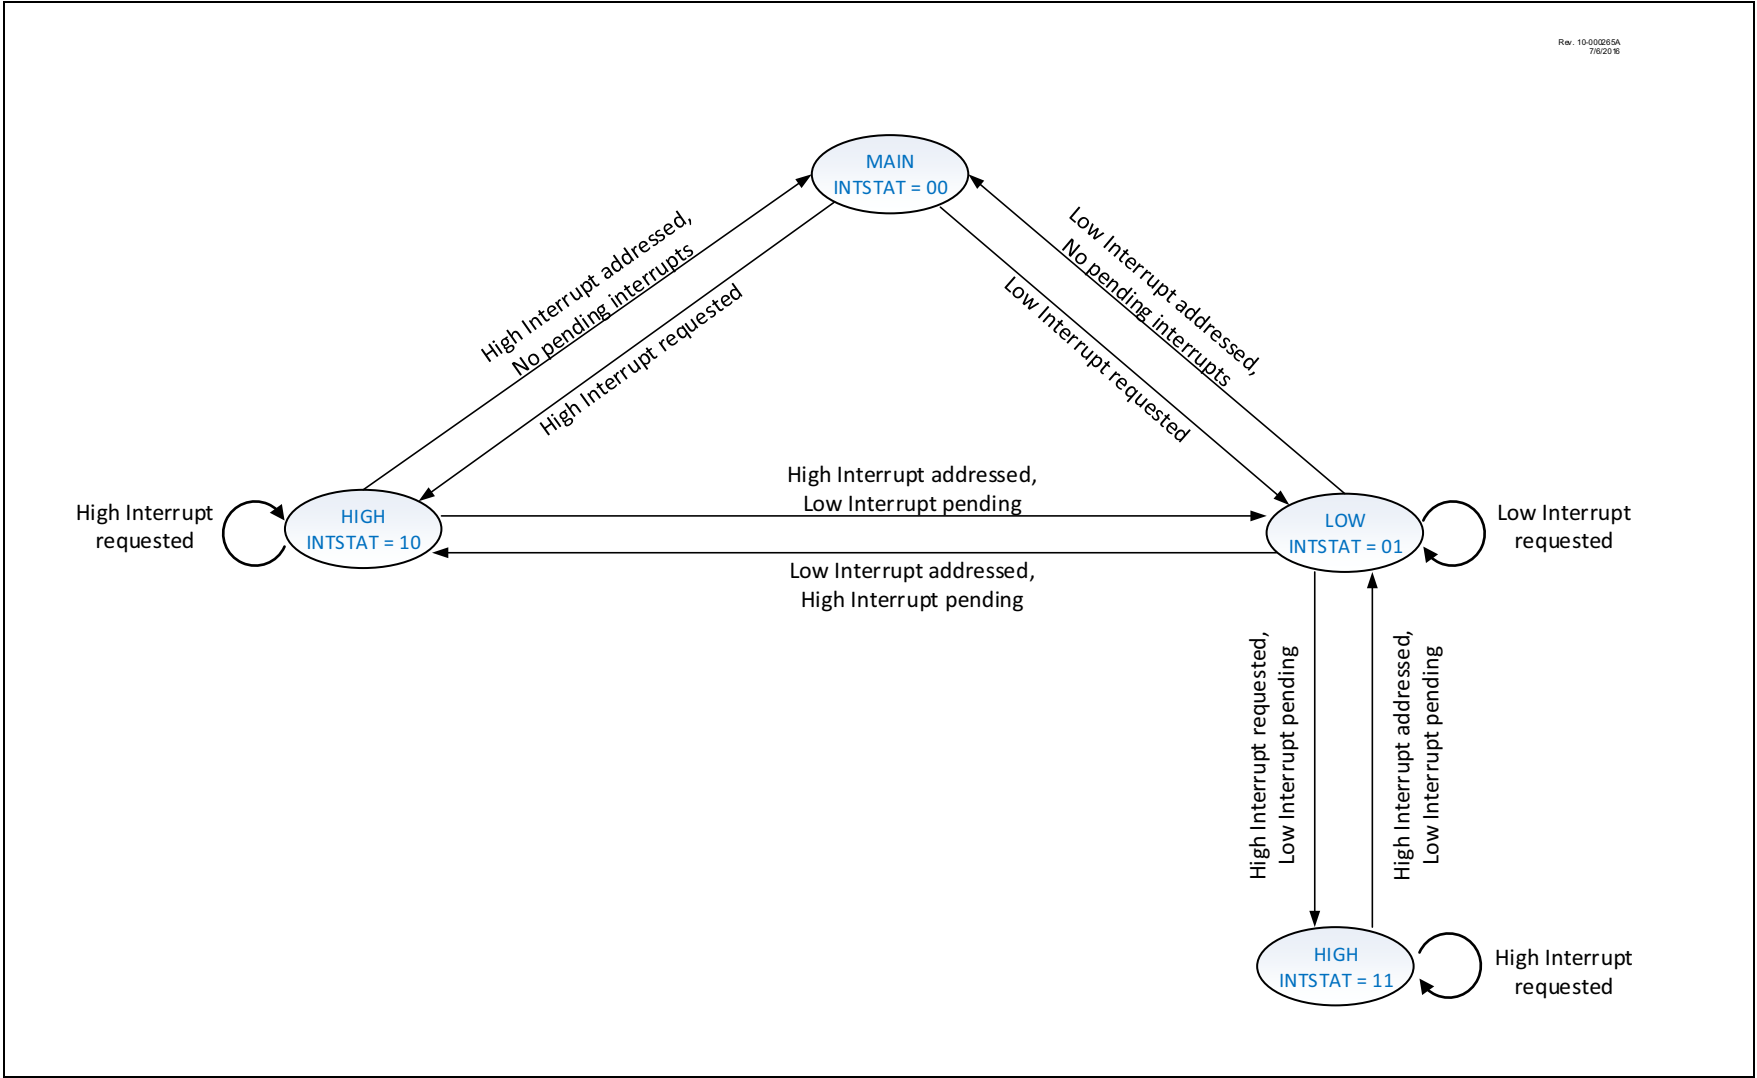 Rev. 10-000265A
7/6/2016
MAIN
INTSTAT = 00
High Interrupt addressed,
No pending interrupts
High Interrupt requested
Low Interrupt addressed,
No pending interrupts
Low Interrupt requested
High Interrupt addressed,
Low Interrupt pending
High Interrupt
requested
HIGH
INTSTAT = 10
LOW
INTSTAT = 01
Low Interrupt
requested
Low Interrupt addressed,
High Interrupt pending
High Interrupt requested,
Low Interrupt pending
High Interrupt addressed,
Low Interrupt pending
HIGH
INTSTAT = 11
High Interrupt
requested